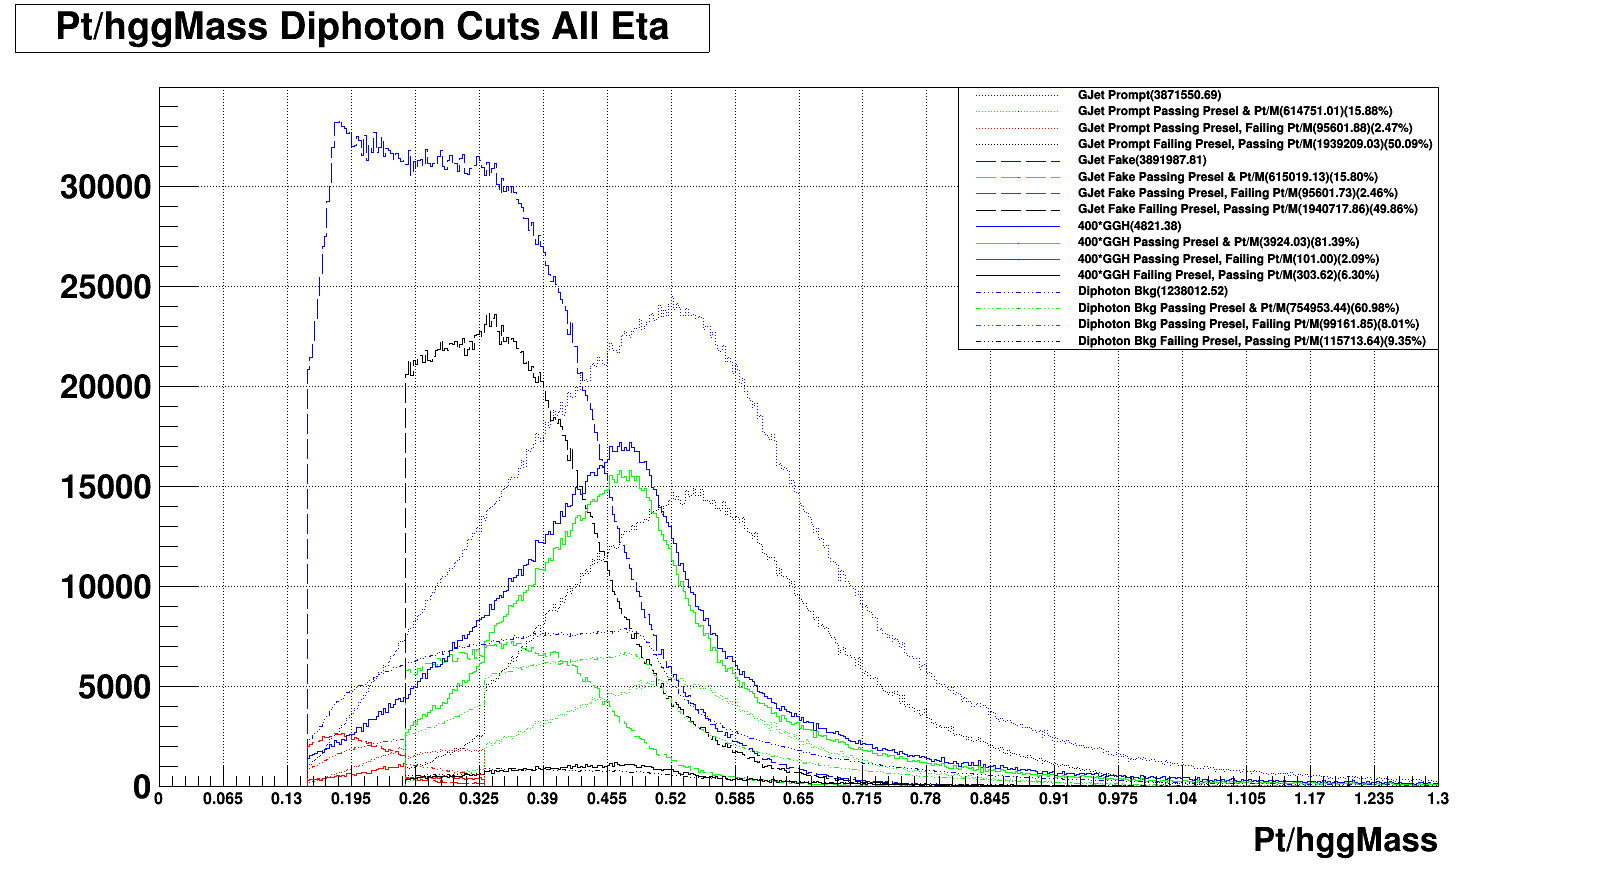 Pt/hggMass Diphoton Cuts All Eta
GJet Prompt(3871550.69)
GJet Prompt Passing Presel & Pt/M(614751.01)(15.88%)
GJet Prompt Passing Presel, Failing Pt/M(95601.88)(2.47%)
GJet Prompt Failing Presel, Passing Pt/M(1939209.03)(50.09%)
GJet Fake(3891987.81)
GJet Fake Passing Presel & Pt/M(615019.13)(15.80%)
GJet Fake Passing Presel, Failing Pt/M(95601.73)(2.46%)
GJet Fake Failing Presel, Passing Pt/M(1940717.86)(49.86%)
400*GGH(4821.38)
400*GGH Passing Presel & Pt/M(3924.03)(81.39%)
400*GGH Passing Presel, Failing Pt/M(101.00)(2.09%)
400*GGH Failing Presel, Passing Pt/M(303.62)(6.30%)
Diphoton Bkg(1238012.52)
Diphoton Bkg Passing Presel & Pt/M(754953.44)(60.98%)
Diphoton Bkg Passing Presel, Failing Pt/M(99161.85)(8.01%)
Diphoton Bkg Failing Presel, Passing Pt/M(115713.64)(9.35%)
30000
25000
20000
15000
10000
5000
0
0 0.065 0.13 0.195 0.26 0.325 0.39 0.455 0.52 0.585 0.65 0.715 0.78 0.845 0.91 0.975 1.04 1.105 1.17 1.235 1.3
Pt/hggMass